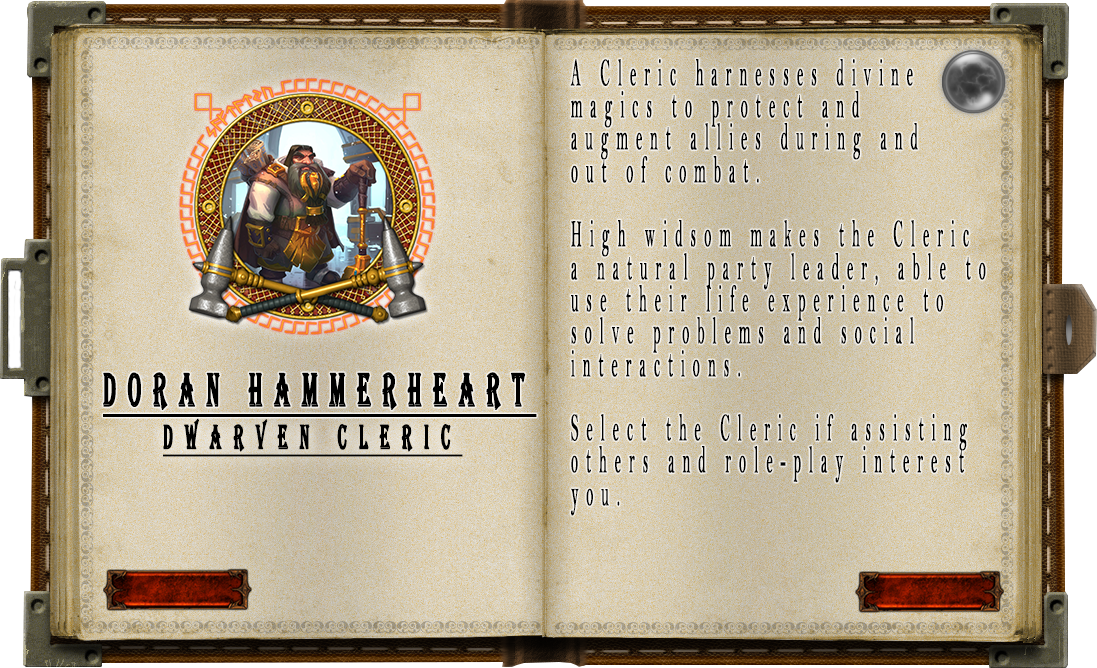 DORAN HAMMERHEART
DWARVEN CLERIC
A Cleric harnesses divine
magics to protect and
augment allies during and
out of combat.
High widsom makes the Cleric
a natural party leader, able to
use their life experience to
solve problems and social
interactions.
Select the Cleric if assisting
others and role-play interest
you.